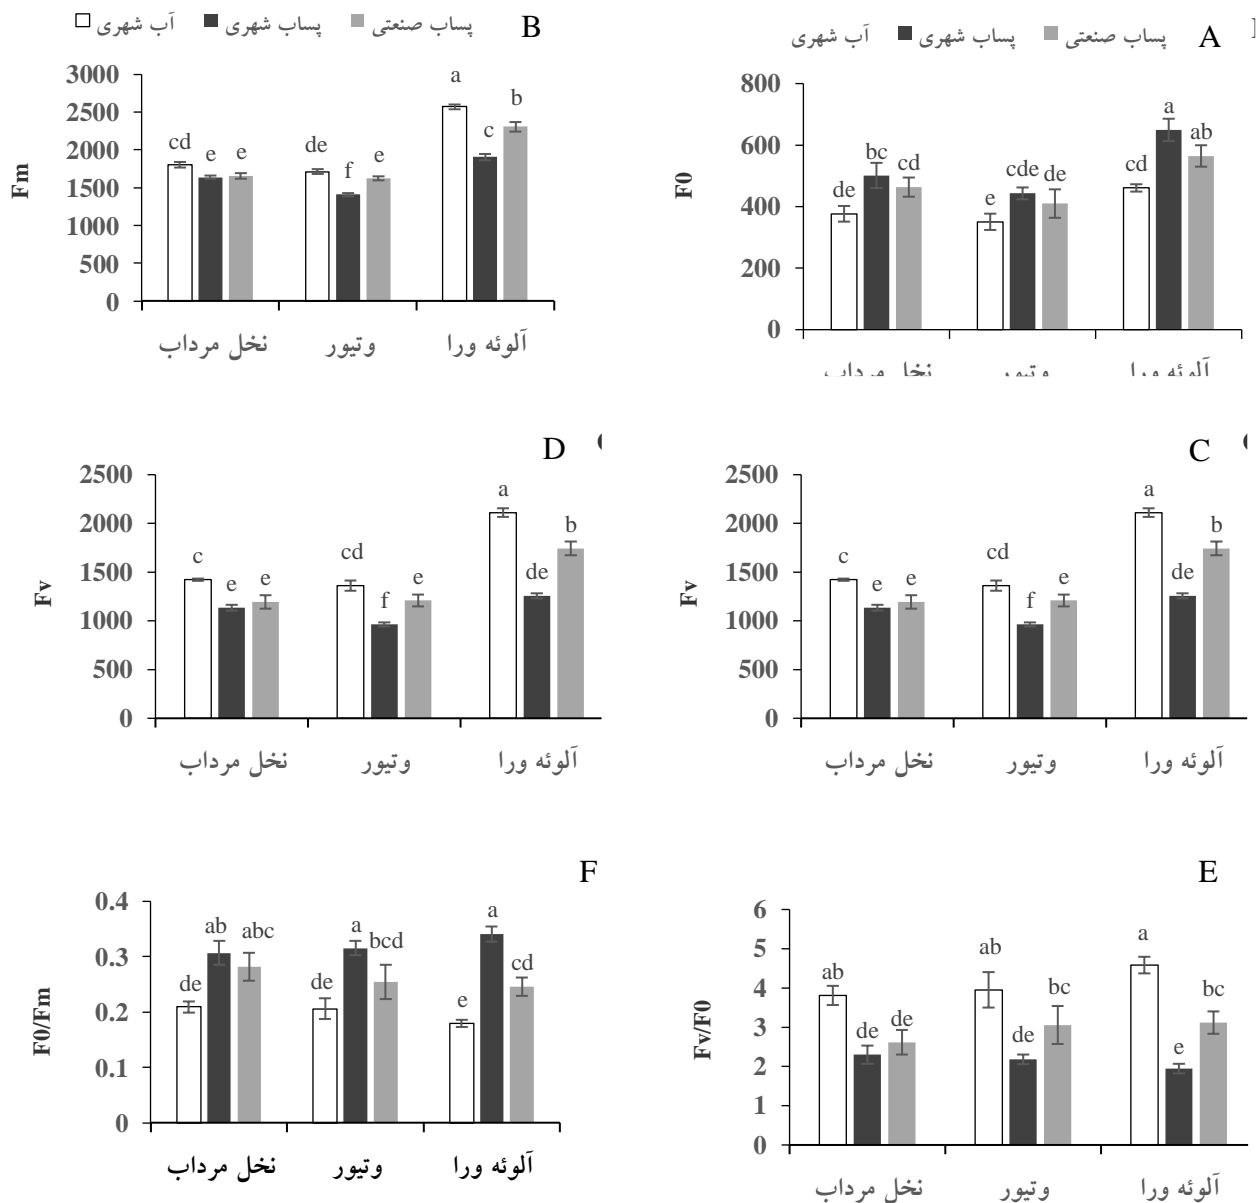 آب شهری پساب شهری پساب صنعتی B
Fm
3000
2500
2000
1500
1000
500
0
cd e e de f e a c b
نخل مرداب وتیور آلوئه ورا
آب شهری پساب شهری پساب صنعتی A
F0
800
600
400
200
0
de bc cd e cde de cd a ab
نخل مرداب وتیور آلوئه ورا
D
Fv
2500
2000
1500
1000
500
0
c e e cd f e a de b
نخل مرداب وتیور آلوئه ورا
C
Fv
2500
2000
1500
1000
500
0
c e e cd f e a de b
نخل مرداب وتیور آلوئه ورا
F
F0/Fm
0.4
0.3
0.2
0.1
0
de ab abc de a bcd e a cd
نخل مرداب وتیور آلوئه ورا
E
Fv/F0
6
5
4
3
2
1
0
ab de de ab de bc a e bc
نخل مرداب وتیور آلوئه ورا